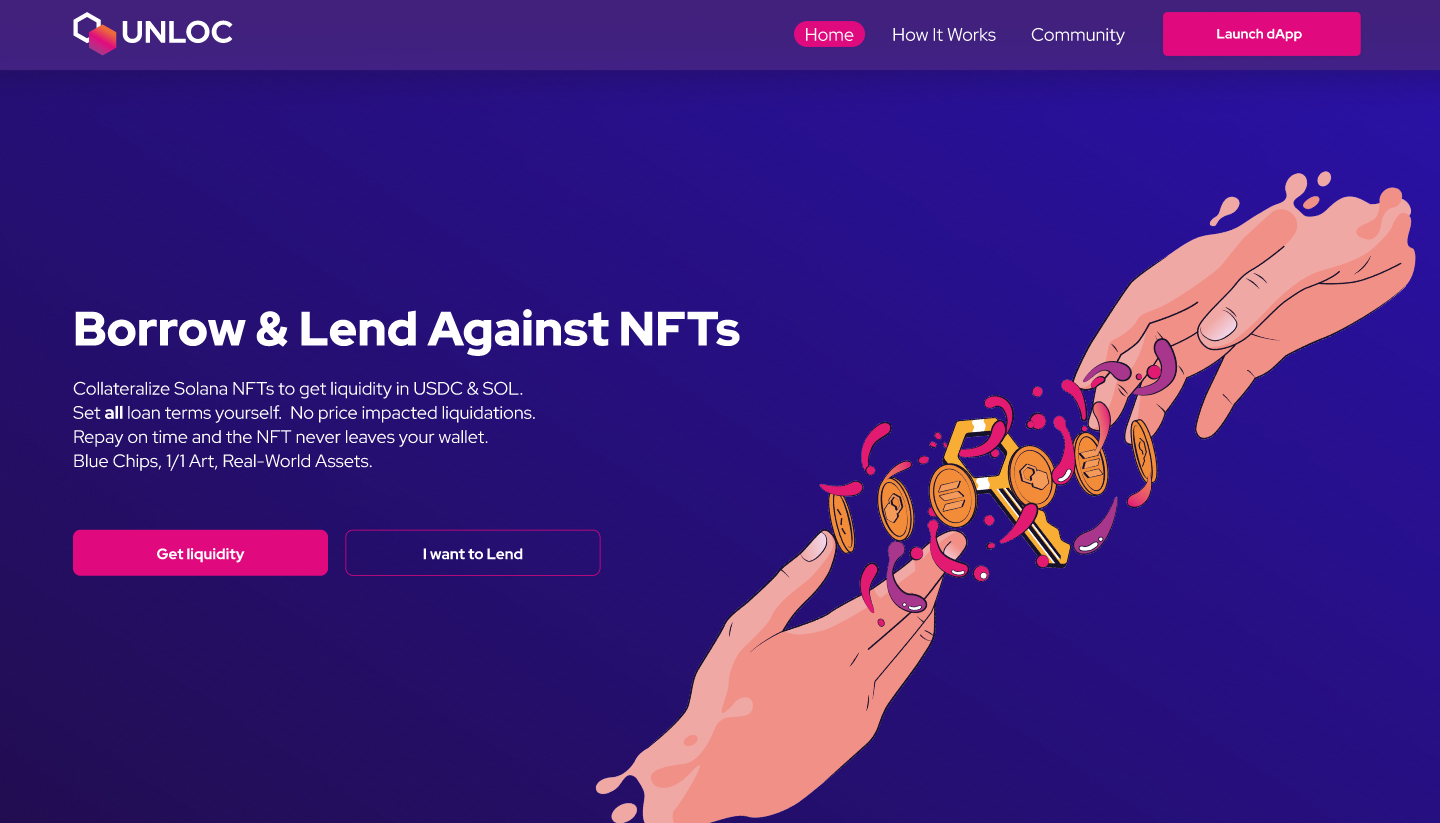 UNLOC
Home
How It Works
Community
Launch dApp
Borrow & Lend Against NFTs
Collateralize Solana NFTs to get liquidity in USDC & SOL.
Set all loan terms yourself.  No price impacted liquidations.
Repay on time and the NFT never leaves your wallet.
Blue Chips, 1/1 Art, Real-World Assets.
Get liquidity
I want to Lend